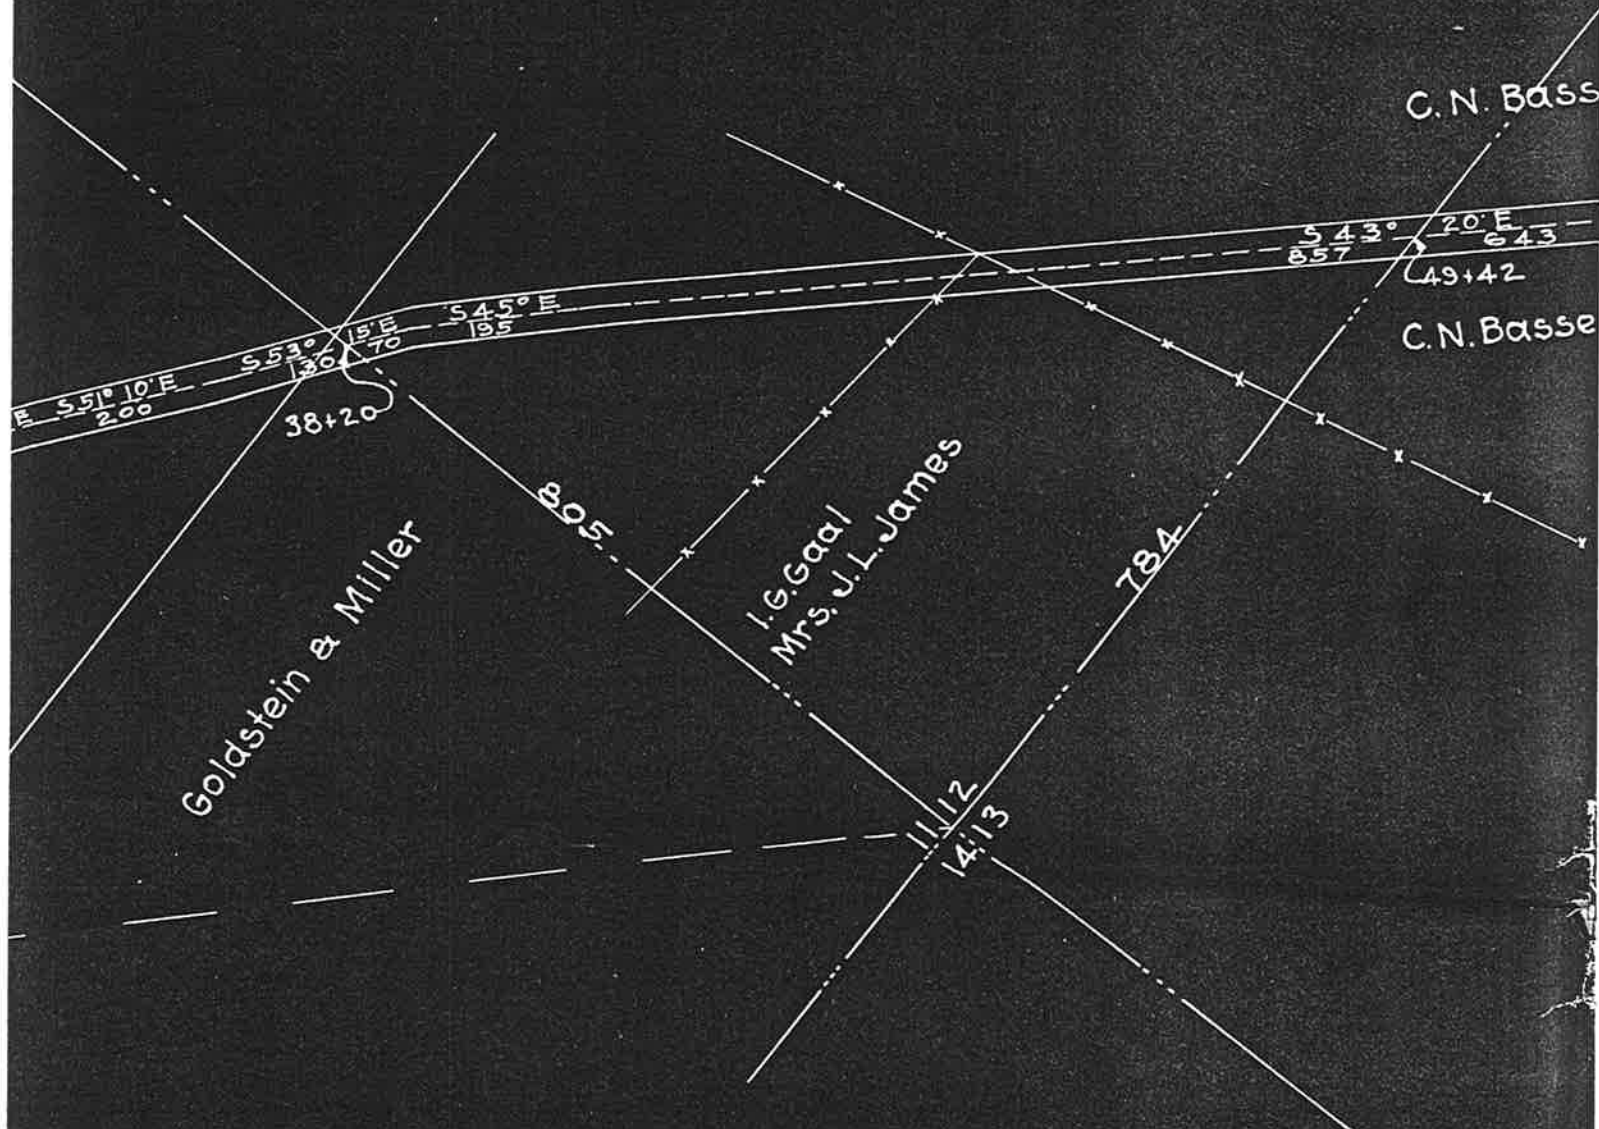 C. N. Bass
S 43° 20' E
857 643
49+42
C. N. Basse
S 45° E
195
S 53° 15' E
130 70
E S 51° 10' E
200
38+20
805
I. G. Gaal
Mrs. J. L. James
784
Goldstein & Miller
11 12
14 13